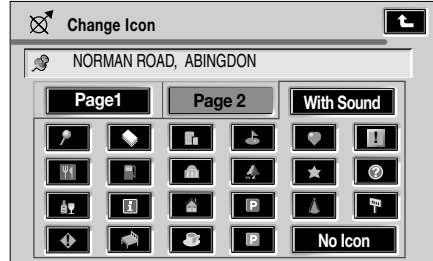 Change Icon
NORMAN ROAD, ABINGDON
Page1 Page 2 With Sound
!
?
i P
P No Icon